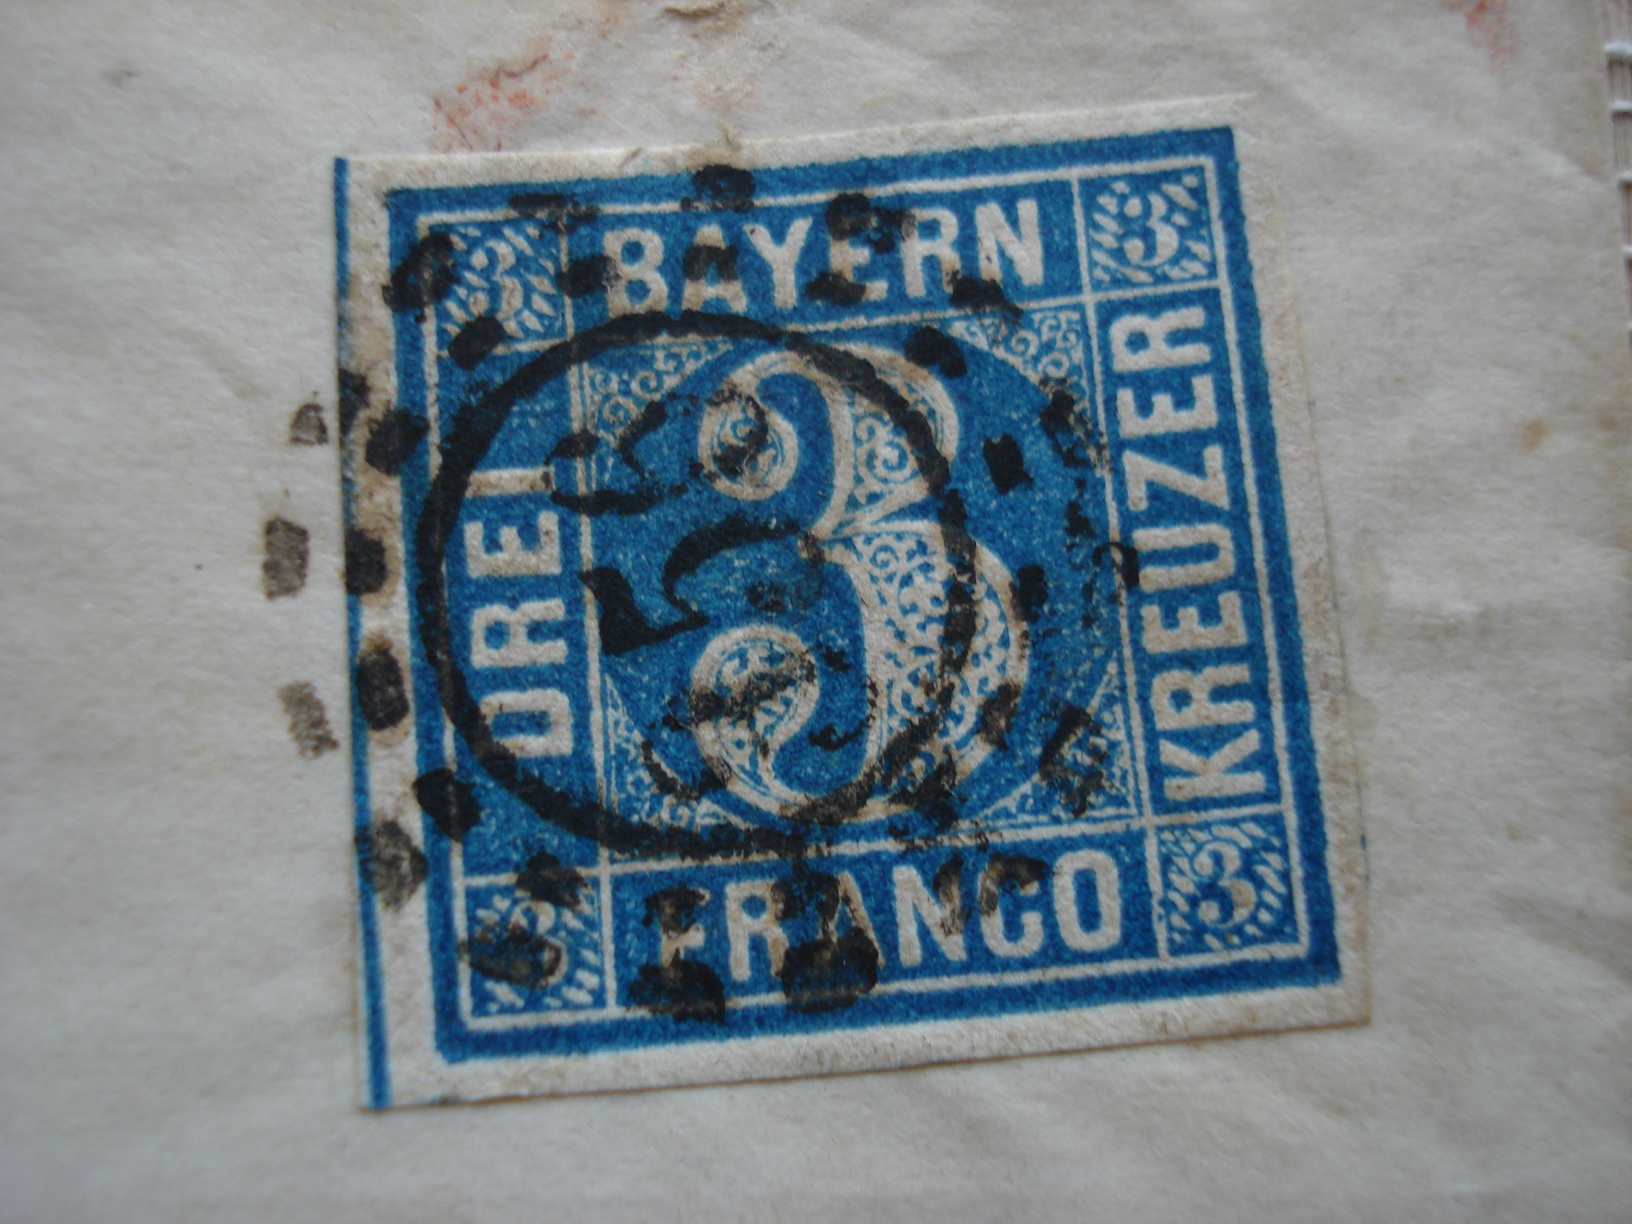 3 BAYERN 3
DREI
3
KREUZER
3 FRANCO 3